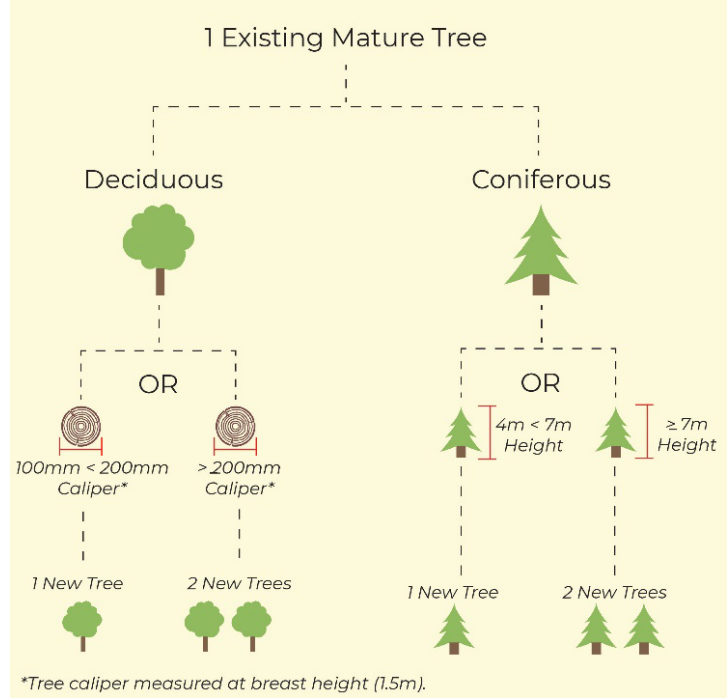 1 Existing Mature Tree
Deciduous
Coniferous
OR
OR
100mm < 200mm
Caliper*
≥200mm
Caliper*
4m < 7m
Height
≥ 7m
Height
1 New Tree
2 New Trees
1 New Tree
2 New Trees
*Tree caliper measured at breast height (1.5m).